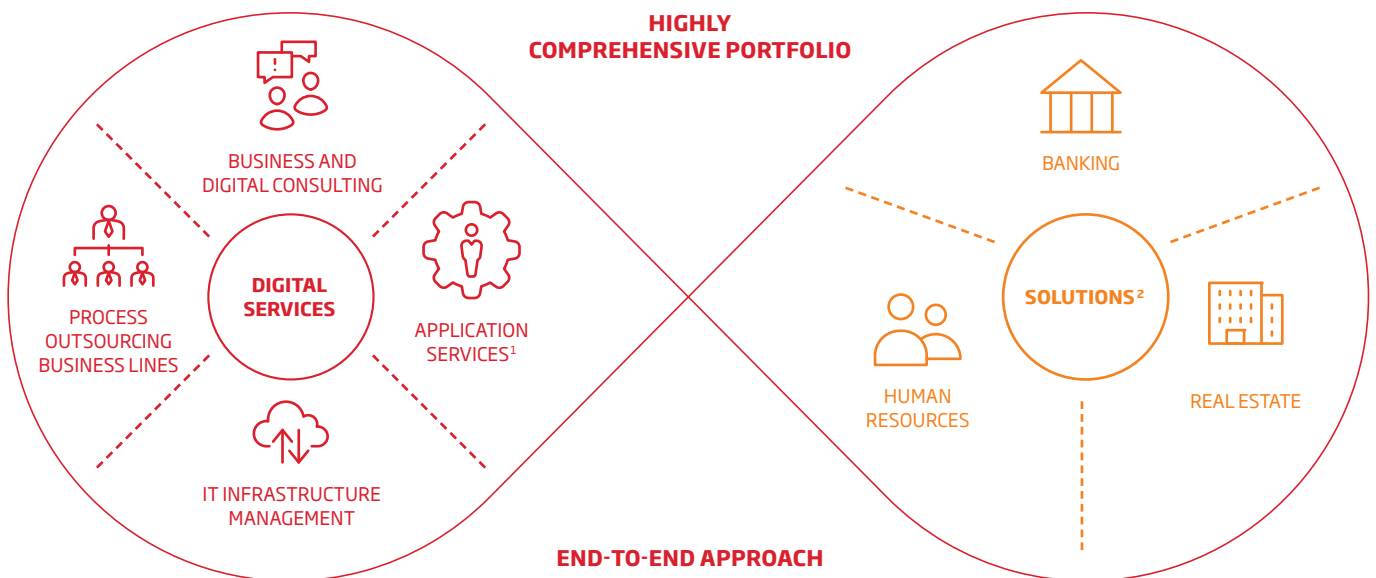 HIGHLY
COMPREHENSIVE PORTFOLIO
BUSINESS AND
DIGITAL CONSULTING
PROCESS
OUTSOURCING
BUSINESS LINES
DIGITAL
SERVICES
APPLICATION
SERVICES¹
IT INFRASTRUCTURE
MANAGEMENT
BANKING
SOLUTIONS²
HUMAN
RESOURCES
REAL ESTATE
END-TO-END APPROACH